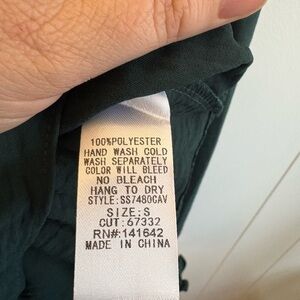 100%POLYESTER
HAND WASH COLD
WASH SEPARATELY
COLOR WILL BLEED
NO BLEACH
HANG TO DRY
STYLE:SS7480CAV
SIZE:S
CUT:67332
RN#:141642
MADE IN CHINA